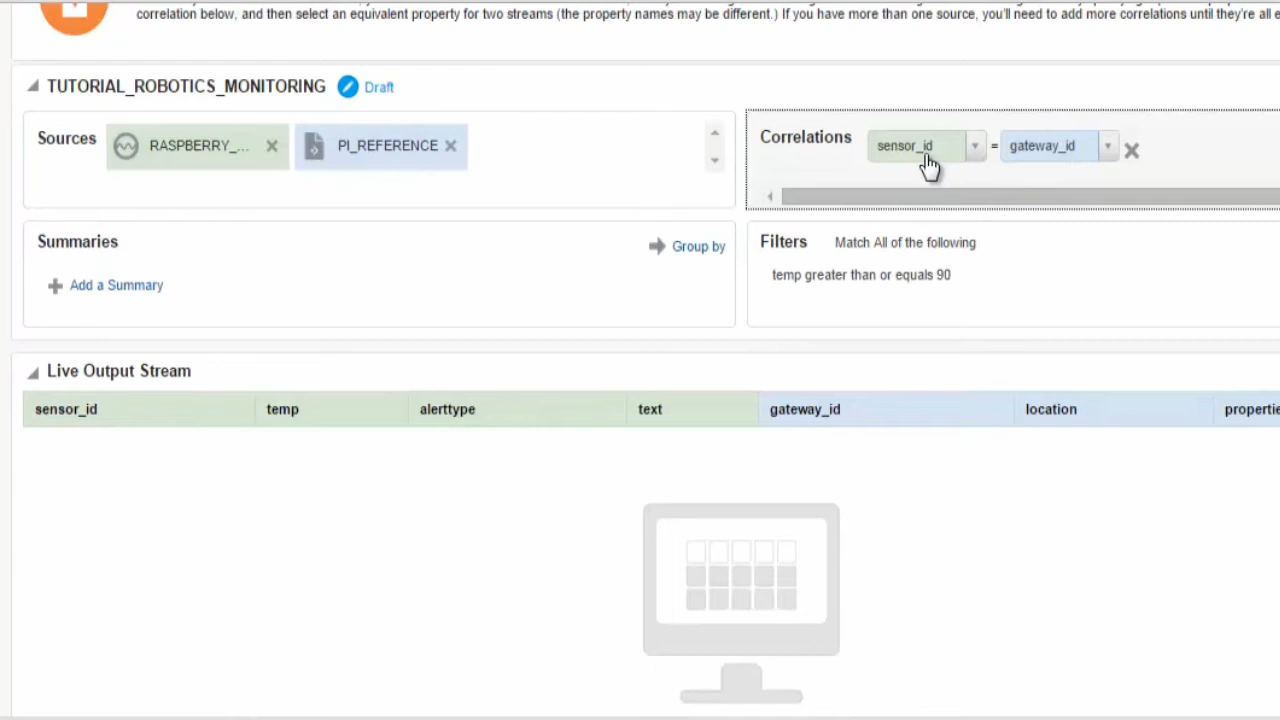 correlation below, and then select an equivalent property for two streams (the property names may be different.) If you have more than one source, you'll need to add more correlations until they're all
TUTORIAL_ROBOTICS_MONITORING Draft
Sources RASPBERRY_... PI_REFERENCE
Correlations sensor_id = gateway_id
Summaries Group by
Add a Summary
Filters Match All of the following
temp greater than or equals 90
Live Output Stream
sensor_id temp alerttype text gateway_id location propertie